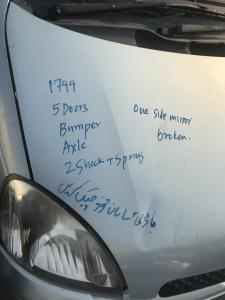 1799
5 Doors
Bumper
Axle
2 Shock + Spring
one side mirror
broken.